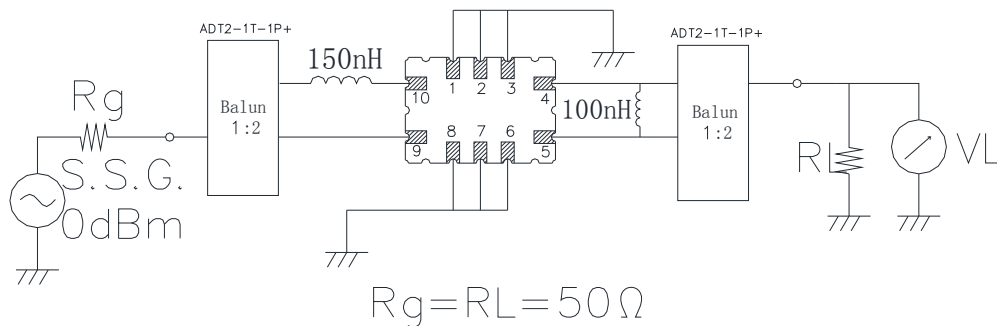 ADT2-1T-1P+
ADT2-1T-1P+
150nH
1 2 3
10
4
Rg
Balun
1:2
100nH
Balun
1:2
9
8 7 6
5
RL
VL
S.S.G.
0dBm
Rg=RL=50Ω